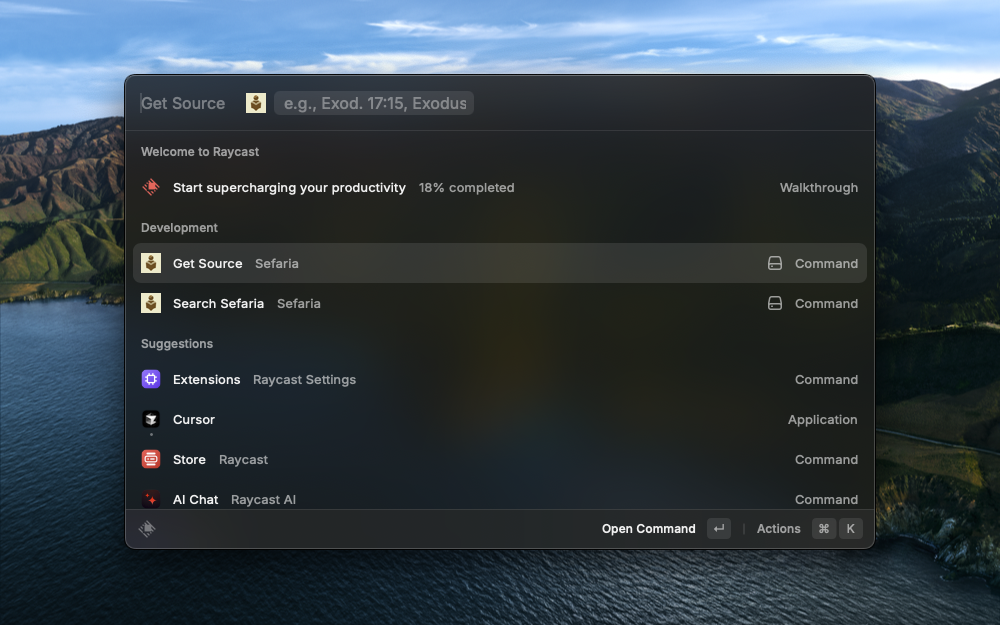 Get Source e.g., Exod. 17:15, Exodus
Welcome to Raycast
Start supercharging your productivity 18% completed Walkthrough
Development
Get Source Sefaria Command
Search Sefaria Sefaria Command
Suggestions
Extensions Raycast Settings Command
Cursor Application
Store Raycast Command
AI Chat Raycast AI Command
Open Command ↵ Actions ⌘ K